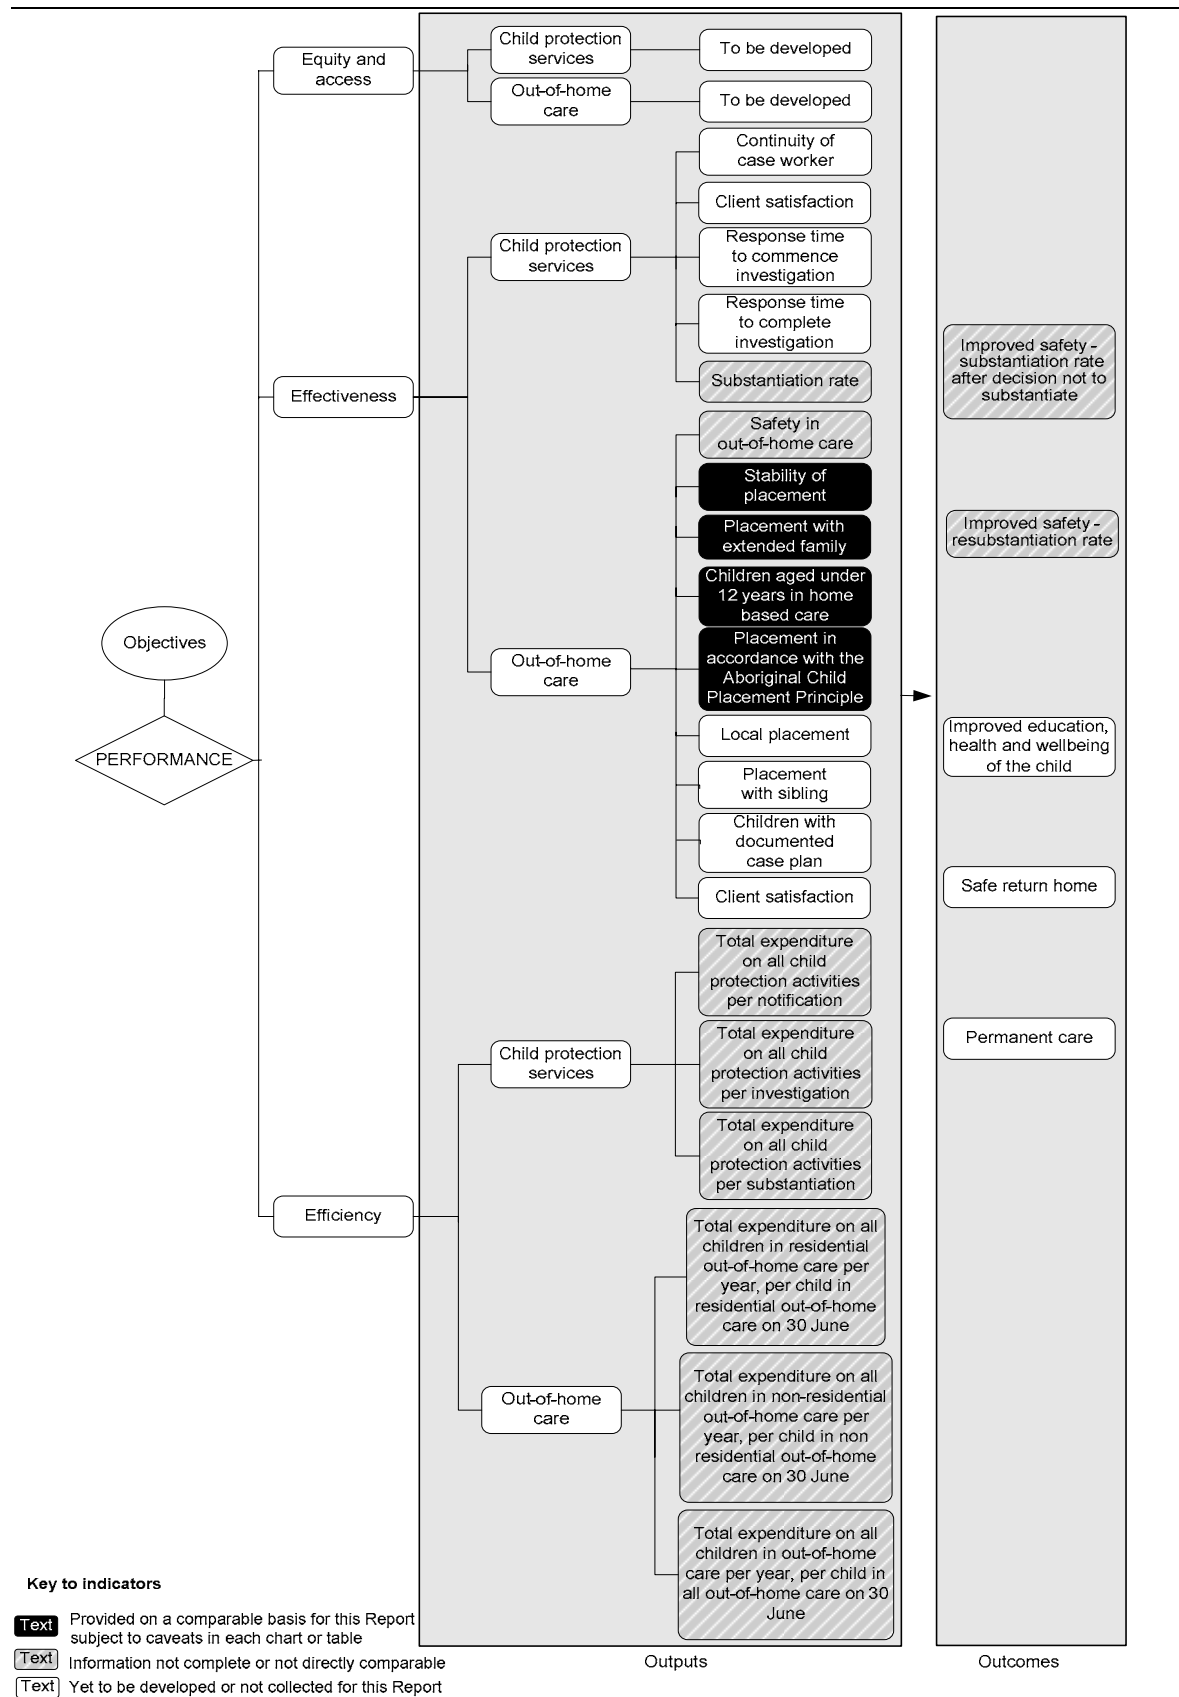 Objectives
PERFORMANCE
Equity and
access
Child protection
services
To be developed
Out-of-home
care
To be developed
Effectiveness
Child protection
services
Continuity of
case worker
Client satisfaction
Response time
to commence
investigation
Response time
to complete
investigation
Substantiation rate
Out-of-home
care
Safety in
out-of-home care
Stability of
placement
Placement with
extended family
Children aged under
12 years in home
based care
Placement in
accordance with the
Aboriginal Child
Placement Principle
Local placement
Placement
with sibling
Children with
documented
case plan
Client satisfaction
Efficiency
Child protection
services
Total expenditure
on all child
protection activities
per notification
Total expenditure
on all child
protection activities
per investigation
Total expenditure
on all child
protection activities
per substantiation
Out-of-home
care
Total expenditure on all
children in residential
out-of-home care per
year, per child in
residential out-of-home
care on 30 June
Total expenditure on all
children in non-residential
out-of-home care per
year, per child in non
residential out-of-home
care on 30 June
Total expenditure on all
children in out-of-home
care per year, per child in
all out-of-home care on 30
June
Outputs
Improved safety -
substantiation rate
after decision not to
substantiate
Improved safety -
resubstantiation rate
Improved education,
health and wellbeing
of the child
Safe return home
Permanent care
Outcomes
Key to indicators
Text Provided on a comparable basis for this Report
subject to caveats in each chart or table
Text Information not complete or not directly comparable
Text Yet to be developed or not collected for this Report